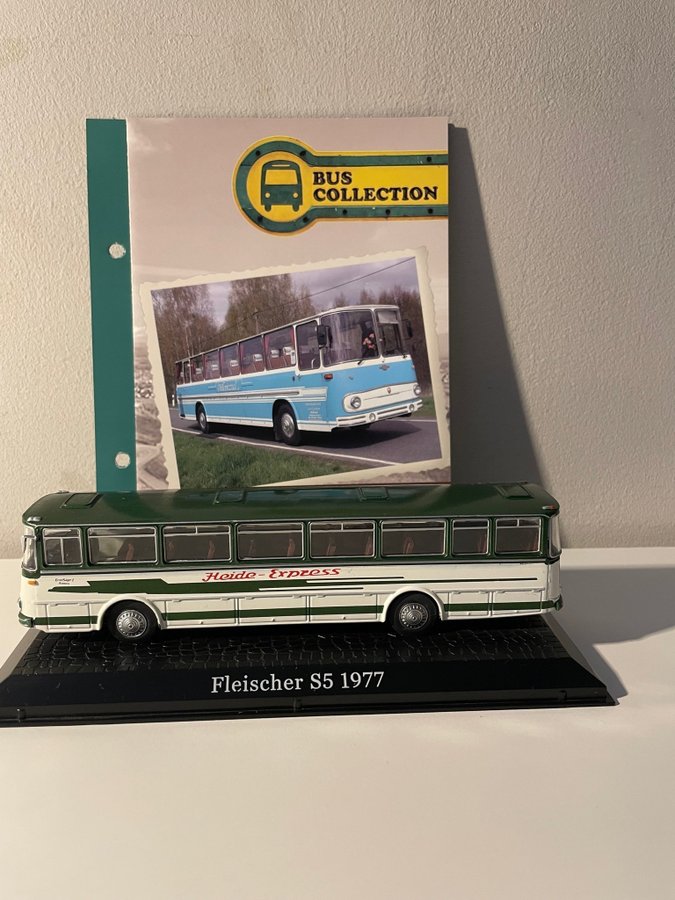 BUS
COLLECTION
Heide-Express
Fleischer S5 1977